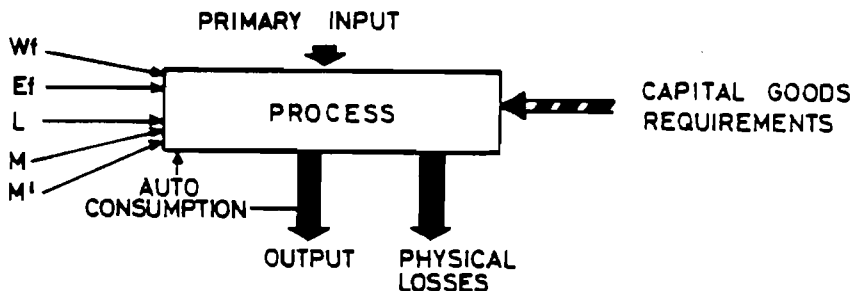 PRIMARY INPUT
Wf
Ef
L
M
M'
PROCESS
CAPITAL GOODS
REQUIREMENTS
AUTO
CONSUMPTION
OUTPUT
PHYSICAL
LOSSES